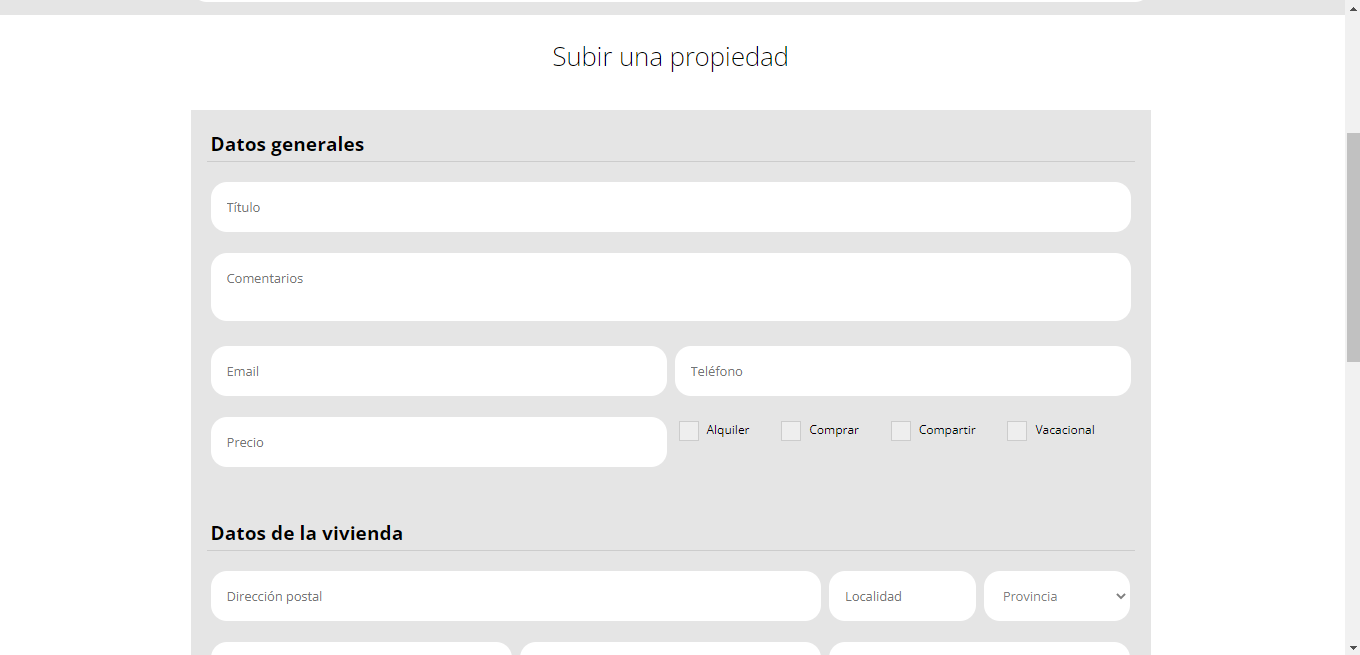 Subir una propiedad
Datos generales
Título
Comentarios
Email Teléfono
Precio Alquiler Comprar Compartir Vacacional
Datos de la vivienda
Dirección postal Localidad Provincia